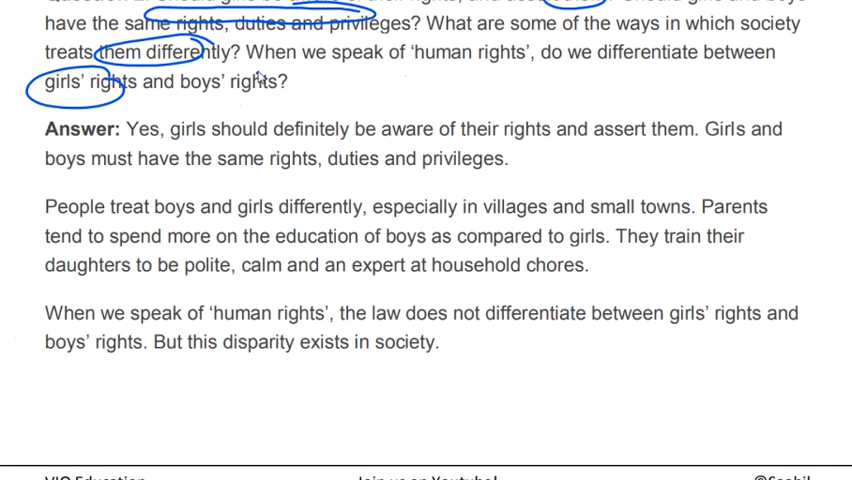 have the same rights, duties and privileges? What are some of the ways in which society
treats them differently? When we speak of ‘human rights’, do we differentiate between
girls’ rights and boys’ rights?
Answer: Yes, girls should definitely be aware of their rights and assert them. Girls and
boys must have the same rights, duties and privileges.
People treat boys and girls differently, especially in villages and small towns. Parents
tend to spend more on the education of boys as compared to girls. They train their
daughters to be polite, calm and an expert at household chores.
When we speak of ‘human rights’, the law does not differentiate between girls’ rights and
boys’ rights. But this disparity exists in society.